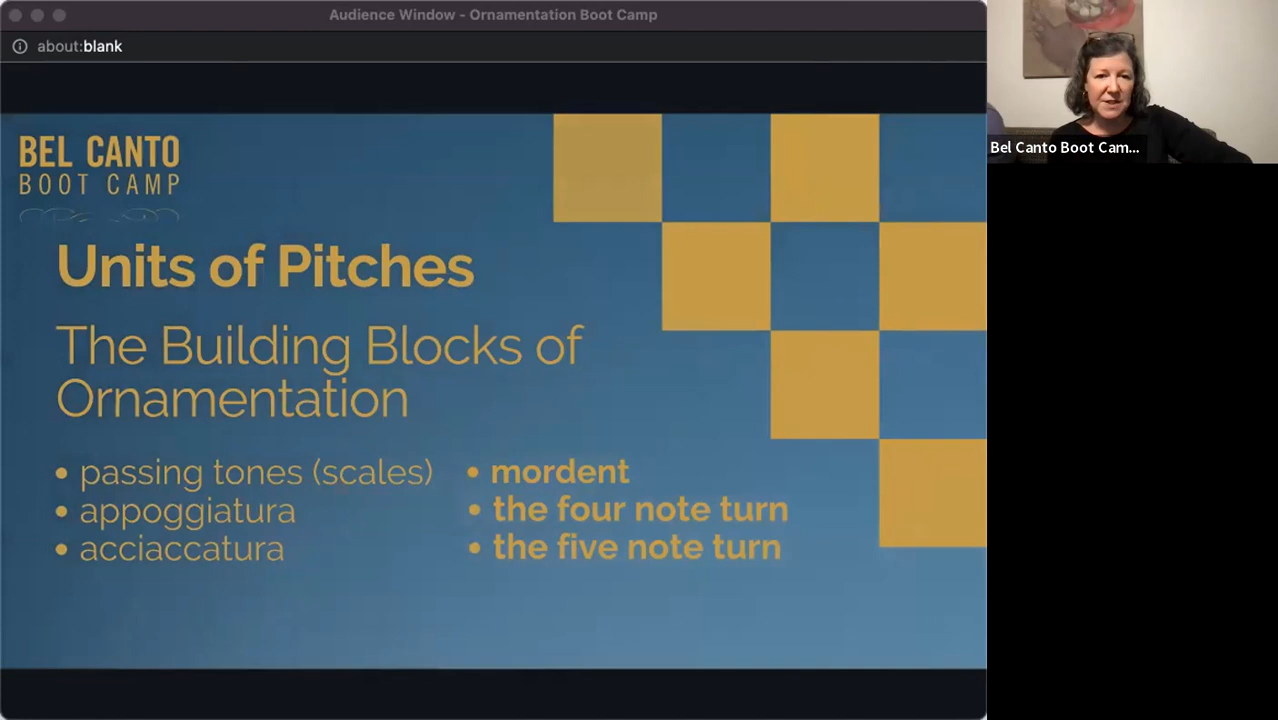 Audience Window - Ornamentation Boot Camp
about:blank
BEL CANTO
BOOT CAMP
Units of Pitches
The Building Blocks of
Ornamentation
• passing tones (scales)
• appoggiatura
• acciaccatura
• mordent
• the four note turn
• the five note turn
Bel Canto Boot Cam...